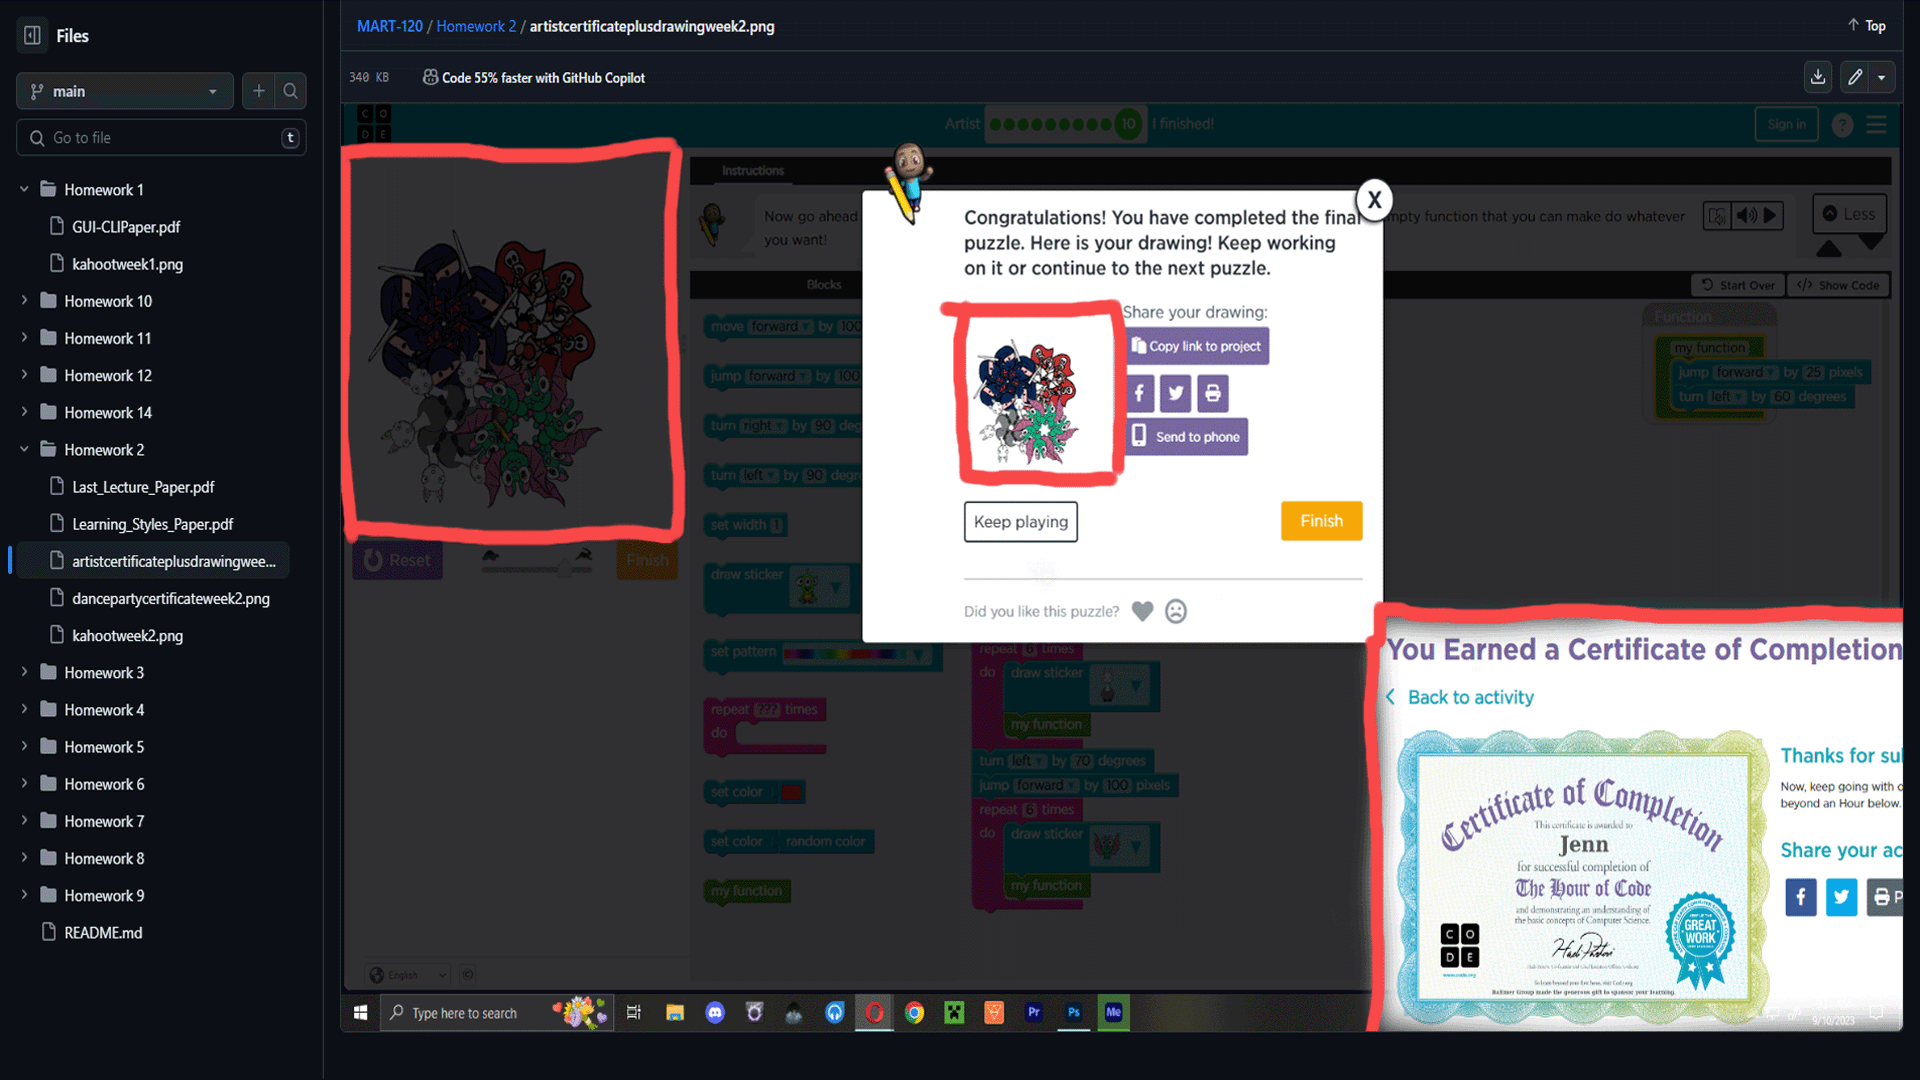 Files
MART-120 / Homework 2 / artistcertificateplusdrawingweek2.png
Top
main
340 KB
Code 55% faster with GitHub Copilot
Go to file
t
Homework 1
GUI-CLIPaper.pdf
kahootweek1.png
Homework 10
Homework 11
Homework 12
Homework 14
Homework 2
Last_Lecture_Paper.pdf
Learning_Styles_Paper.pdf
artistcertificateplusdrawingwee...
dancepartycertificateweek2.png
kahootweek2.png
Homework 3
Homework 4
Homework 5
Homework 6
Homework 7
Homework 8
Homework 9
README.md
C O
D E
Artist
10
I finished!
Sign in
?
Instructions
Now go ahead
mpty function that you can make do whatever
you want!
Less
Blocks
Start Over
</> Show Code
move forward by 100
jump forward by 100
turn right by 90 deg
turn left by 90 degr
set width 1
draw sticker
set pattern
repeat ??? times
do
set color
set color random color
my function
Reset
Finish
English
Congratulations! You have completed the final
puzzle. Here is your drawing! Keep working
on it or continue to the next puzzle.
X
Share your drawing:
Copy link to project
Send to phone
Keep playing
Finish
Did you like this puzzle?
Function
my function
jump forward by 25 pixels
turn left by 60 degrees
repeat 6 times
do draw sticker
my function
turn left by 70 degrees
jump forward by 100 pixels
repeat 6 times
do draw sticker
my function
You Earned a Certificate of Completion
Back to activity
Certificate of Completion
This certificate is awarded to
Jenn
for successful completion of
The Hour of Code
and demonstrating an understanding of
the basic concepts of Computer Science.
C O
D E
www.code.org
GREAT
WORK
Thanks for su
Now, keep going with o
beyond an Hour below.
Share your ac
P
Type here to search
Pr
Ps
Me
9/10/2023